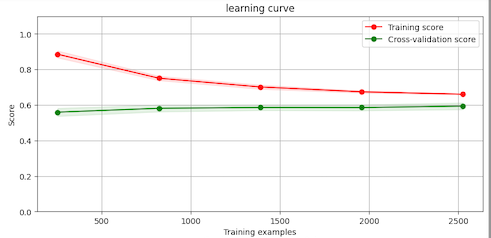 learning curve
Training score
Cross-validation score
1.0
0.8
0.6
0.4
0.2
0.0
Score
500
1000
1500
2000
2500
Training examples